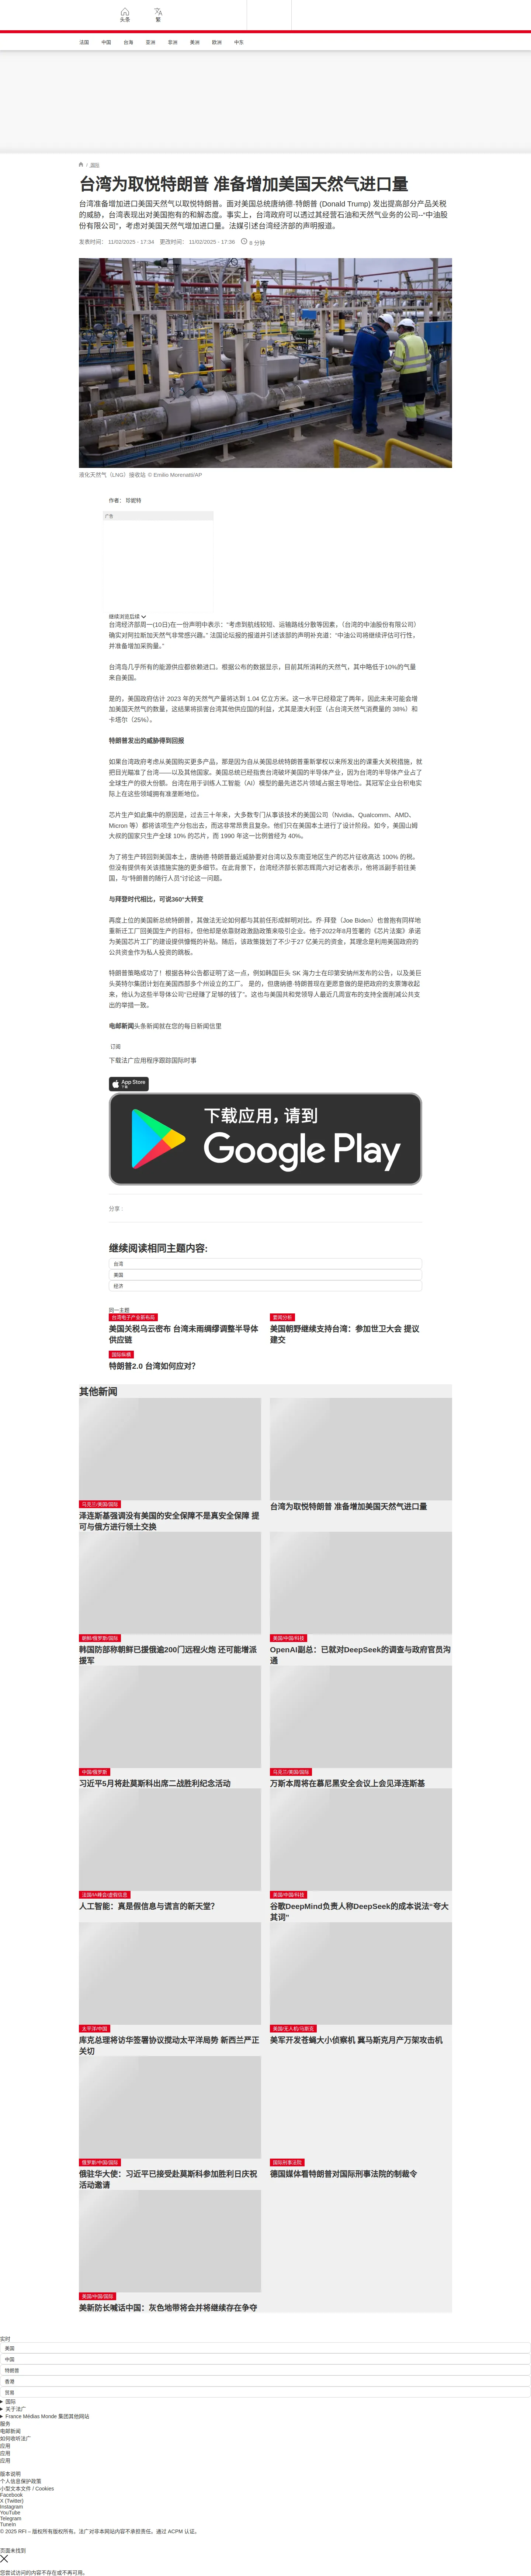 头条
繁
法国 中国 台海 亚洲 非洲 美洲 欧洲 中东
/ 国际
台湾为取悦特朗普 准备增加美国天然气进口量
台湾准备增加进口美国天然气以取悦特朗普。面对美国总统唐纳德·特朗普 (Donald Trump) 发出提高部分产品关税的威胁，台湾表现出对美国抱有的和解态度。事实上，台湾政府可以透过其经营石油和天然气业务的公司--“中油股份有限公司”，考虑对美国天然气增加进口量。法媒引述台湾经济部的声明报道。
发表时间： 11/02/2025 - 17:34 更改时间： 11/02/2025 - 17:36 8 分钟
液化天然气（LNG）接收站 © Emilio Morenatti/AP
作者： 珍妮特
广告
继续浏览后续
台湾经济部周一(10日)在一份声明中表示：“考虑到航线较短、运输路线分散等因素，（台湾的中油股份有限公司）
确实对阿拉斯加天然气非常感兴趣。” 法国论坛报的报道并引述该部的声明补充道：“中油公司将继续评估可行性，
并准备增加采购量。”
台湾岛几乎所有的能源供应都依赖进口。根据公布的数据显示，目前其所消耗的天然气，其中略低于10%的气量
来自美国。
是的，美国政府估计 2023 年的天然气产量将达到 1.04 亿立方米。这一水平已经稳定了两年，因此未来可能会增
加美国天然气的数量，这结果将损害台湾其他供应国的利益，尤其是澳大利亚（占台湾天然气消费量的 38%）和
卡塔尔（25%）。
特朗普发出的威胁得到回报
如果台湾政府考虑从美国购买更多产品，那是因为自从美国总统特朗普重新掌权以来所发出的课重大关税措施，就
把目光瞄准了台湾——以及其他国家。美国总统已经指责台湾破坏美国的半导体产业，因为台湾的半导体产业占了
全球生产的很大份额。台湾在用于训练人工智能（AI）模型的最先进芯片领域占据主导地位。其冠军企业台积电实
际上在这些领域拥有准垄断地位。
芯片生产如此集中的原因是，过去三十年来，大多数专门从事该技术的美国公司（Nvidia、Qualcomm、AMD、
Micron 等）都将该项生产分包出去，而这非常昂贵且复杂。他们只在美国本土进行了设计阶段。如今，美国山姆
大叔的国家只生产全球 10% 的芯片，而 1990 年这一比例曾经为 40%。
为了将生产转回到美国本土，唐纳德·特朗普最近威胁要对台湾以及东南亚地区生产的芯片征收高达 100% 的税。
但没有提供有关该措施实施的更多细节。在此背景下，台湾经济部长郭志辉周六对记者表示，他将派副手前往美
国，与“特朗普的随行人员”讨论这一问题。
与拜登时代相比，可说360°大转变
再度上位的美国新总统特朗普，其做法无论如何都与其前任形成鲜明对比。乔·拜登（Joe Biden）也曾抱有同样地
重新迁工厂回美国生产的目标。但他却是依靠财政激励政策来吸引企业。他于2022年8月签署的《芯片法案》承诺
为美国芯片工厂的建设提供慷慨的补贴。随后，该政策拨划了不少于27 亿美元的资金，其理念是利用美国政府的
公共资金作为私人投资的跳板。
特朗普策略成功了！根据各种公告都证明了这一点，例如韩国巨头 SK 海力士在印第安纳州发布的公告，以及美巨
头英特尔集团计划在美国西部多个州设立的工厂。 是的，但唐纳德·特朗普现在更愿意做的是把政府的支票簿收起
来，他认为这些半导体公司“已经赚了足够的钱了”。这也与美国共和党领导人最近几周宣布的支持全面削减公共支
出的举措一致。
电邮新闻头条新闻就在您的每日新闻信里
订阅
下载法广应用程序跟踪国际时事
App Store
下载
下载应用，请到
Google Play
分享 :
继续阅读相同主题内容:
台湾
美国
经济
同一主题
台湾电子产业新布局
美国关税乌云密布 台湾未雨绸缪调整半导体供应链
要闻分析
美国朝野继续支持台湾：参加世卫大会 提议建交
国际纵横
特朗普2.0 台湾如何应对？
其他新闻
乌克兰/美国/国际
泽连斯基强调没有美国的安全保障不是真安全保障 提可与俄方进行领土交换
台湾为取悦特朗普 准备增加美国天然气进口量
朝鲜/俄罗斯/国际
韩国防部称朝鲜已援俄逾200门远程火炮 还可能增派援军
美国/中国/科技
OpenAI副总：已就对DeepSeek的调查与政府官员沟通
中国/俄罗斯
习近平5月将赴莫斯科出席二战胜利纪念活动
乌克兰/美国/国际
万斯本周将在慕尼黑安全会议上会见泽连斯基
法国/IA峰会/虚假信息
人工智能：真是假信息与谎言的新天堂？
美国/中国/科技
谷歌DeepMind负责人称DeepSeek的成本说法“夸大其词”
太平洋/中国
库克总理将访华签署协议搅动太平洋局势 新西兰严正关切
美国/无人机/马斯克
美军开发苍蝇大小侦察机 冀马斯克月产万架攻击机
俄罗斯/中国/国际
俄驻华大使：习近平已接受赴莫斯科参加胜利日庆祝活动邀请
国际刑事法院
德国媒体看特朗普对国际刑事法院的制裁令
美国/中国/国际
美新防长喊话中国：灰色地带将会并将继续存在争夺
实时
美国
中国
特朗普
香港
贸易
国际
关于法广
France Médias Monde 集团其他网站
服务
电邮新闻
如何收听法广
应用
应用
应用
版本说明
个人信息保护政策
小型文本文件 / Cookies
Facebook
X (Twitter)
Instagram
YouTube
Telegram
TuneIn
© 2025 RFI – 版权所有版权所有。法广对非本网站内容不承担责任。通过 ACPM 认证。
页面未找到
您尝试访问的内容不存在或不再可用。